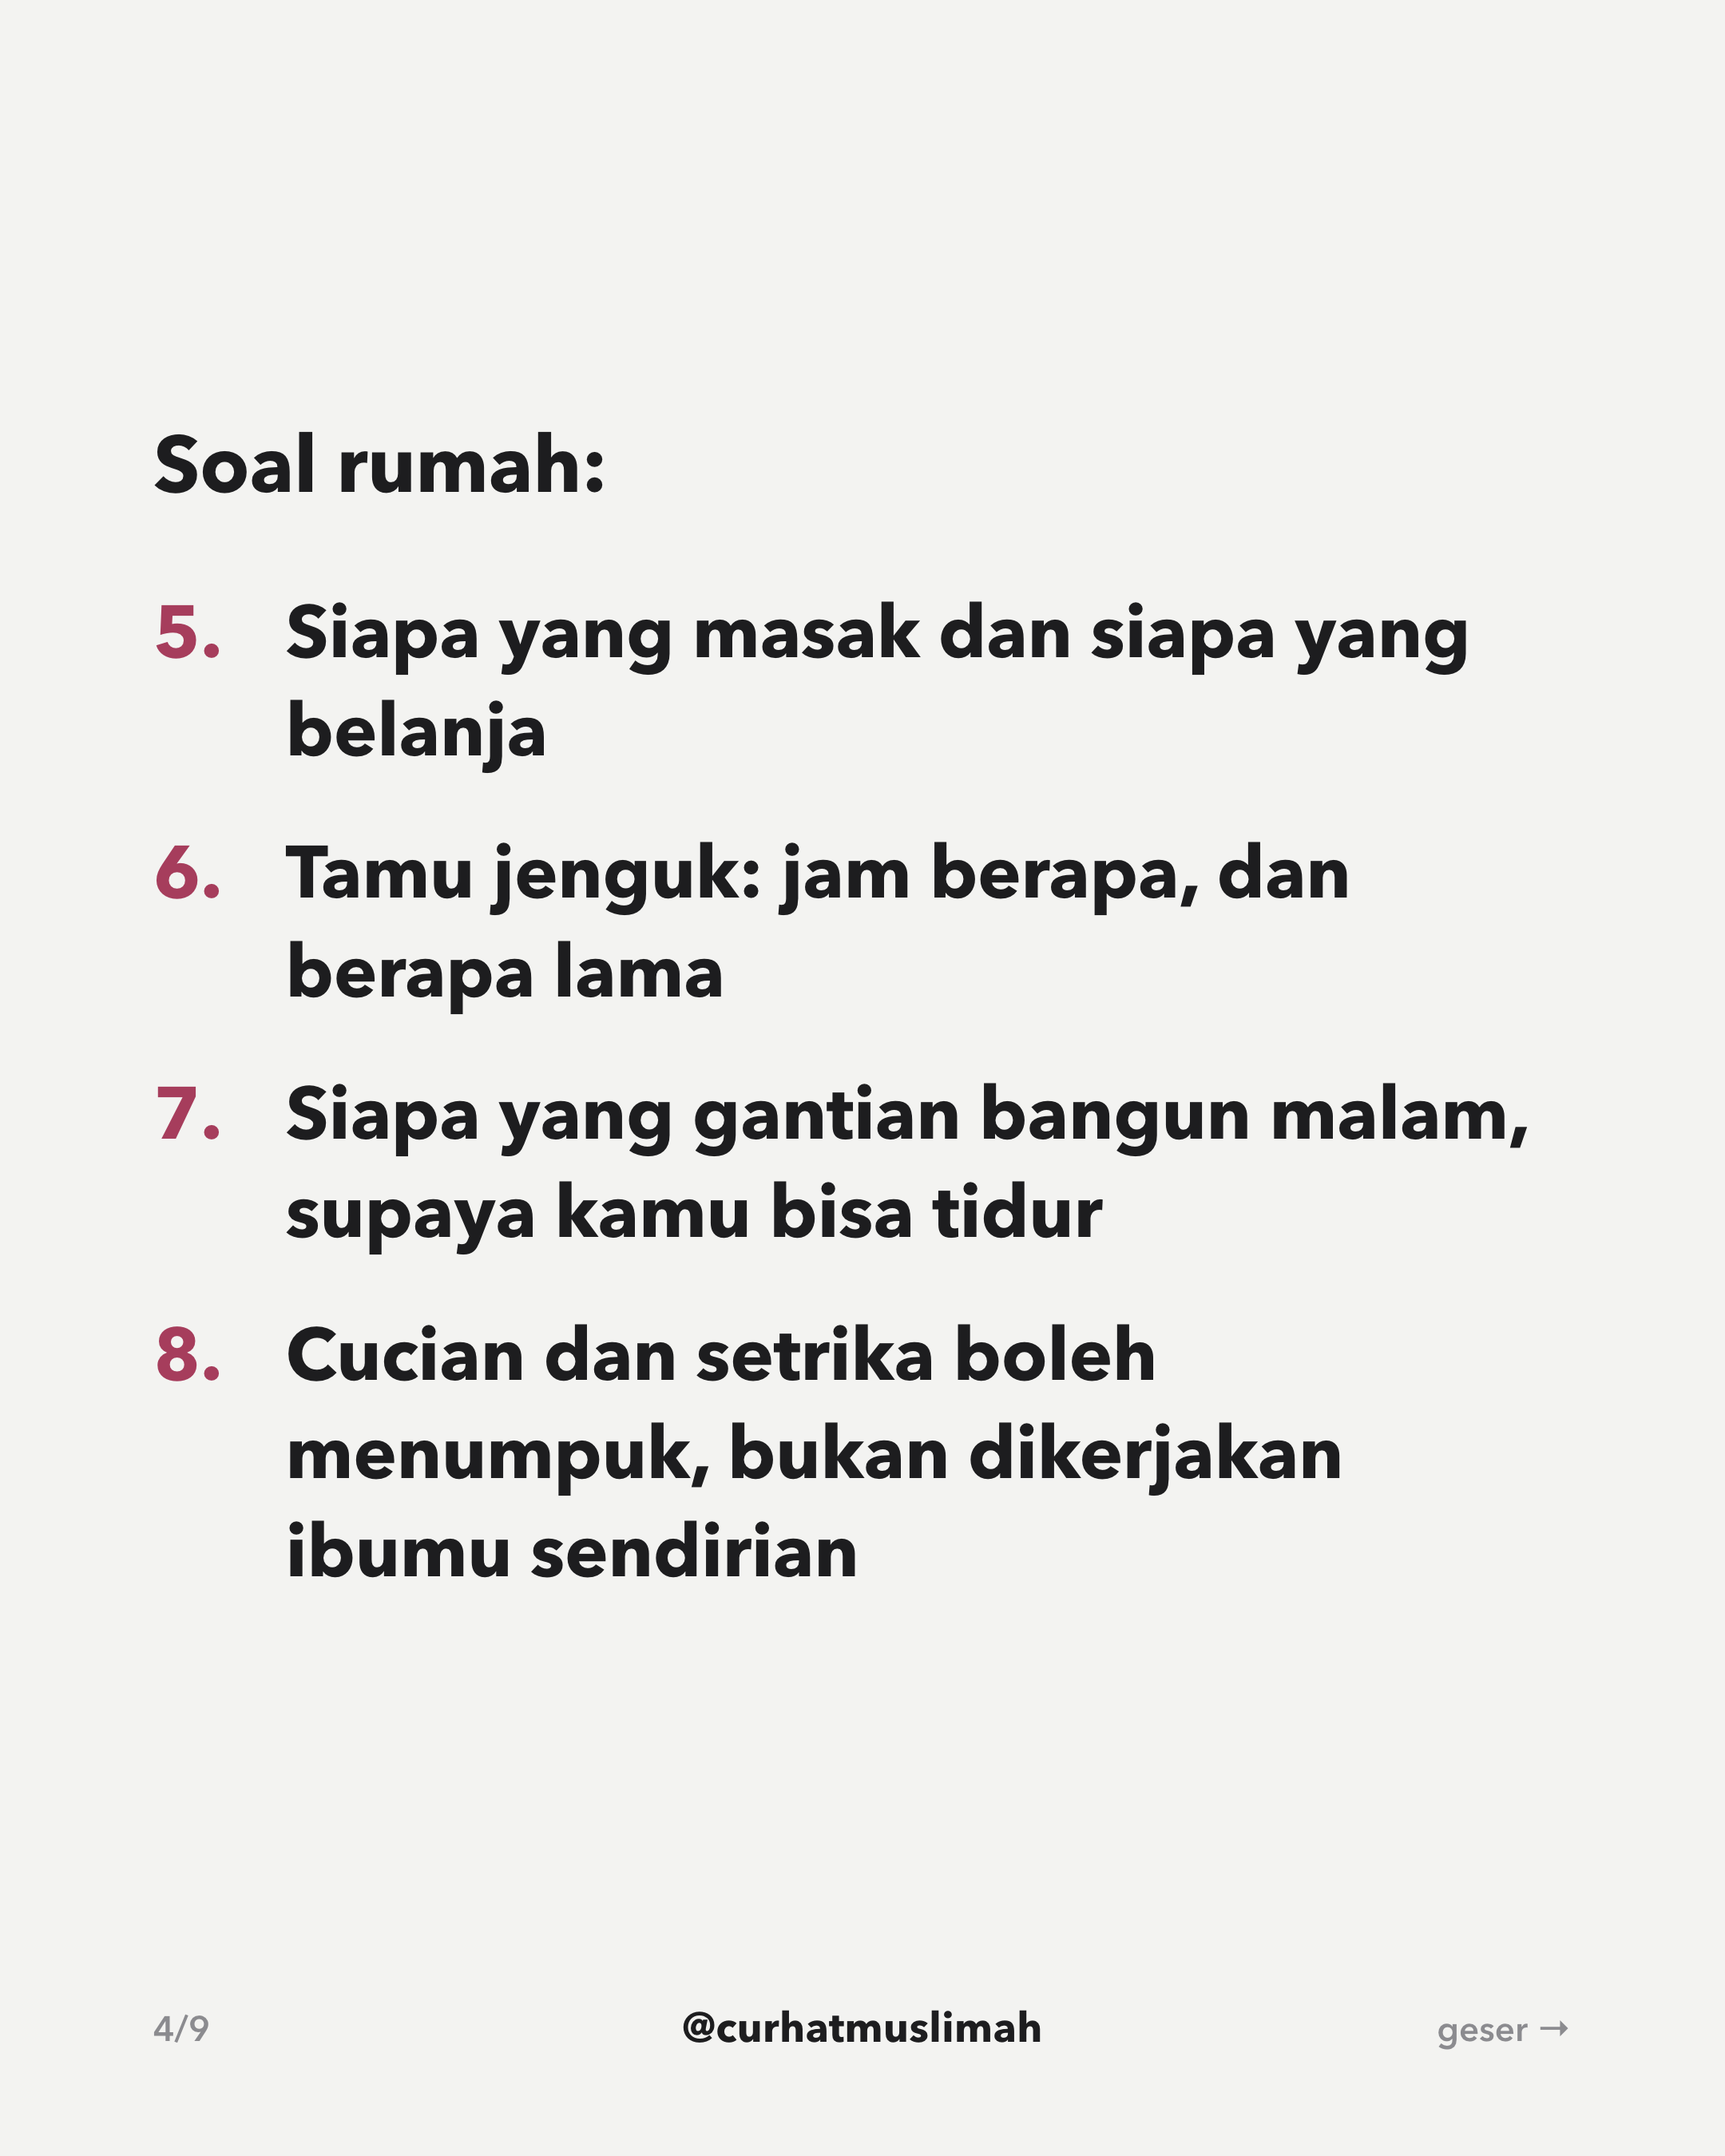 Soal rumah:
5. Siapa yang masak dan siapa yang
belanja
6. Tamu jenguk: jam berapa, dan
berapa lama
7. Siapa yang gantian bangun malam,
supaya kamu bisa tidur
8. Cucian dan setrika boleh
menumpuk, bukan dikerjakan
ibumu sendirian
4/9
@curhatmuslimah
geser →